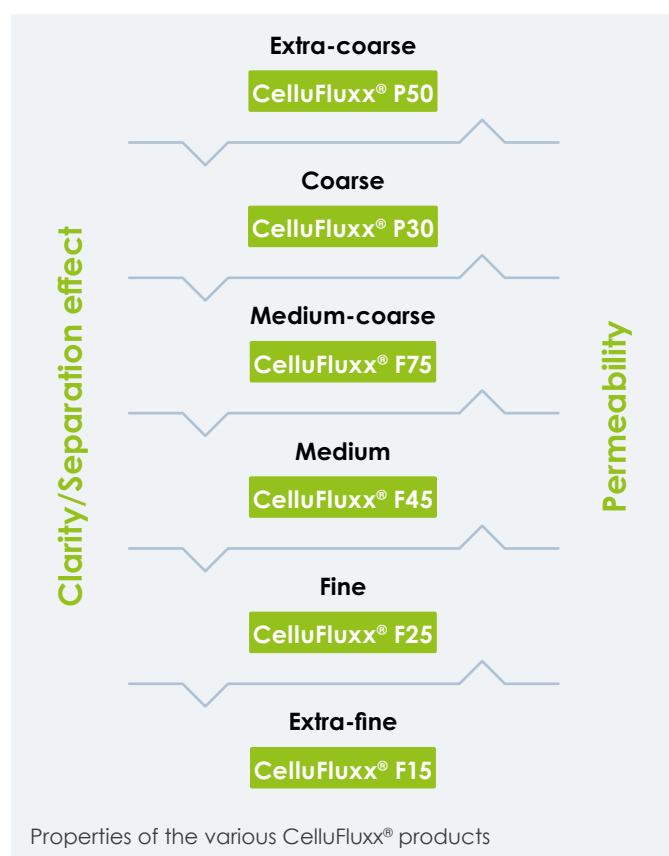 Extra-coarse
CelluFluxx® P50
Coarse
CelluFluxx® P30
Medium-coarse
CelluFluxx® F75
Medium
CelluFluxx® F45
Fine
CelluFluxx® F25
Extra-fine
CelluFluxx® F15
Clarity/Separation effect
Permeability
Properties of the various CelluFluxx® products